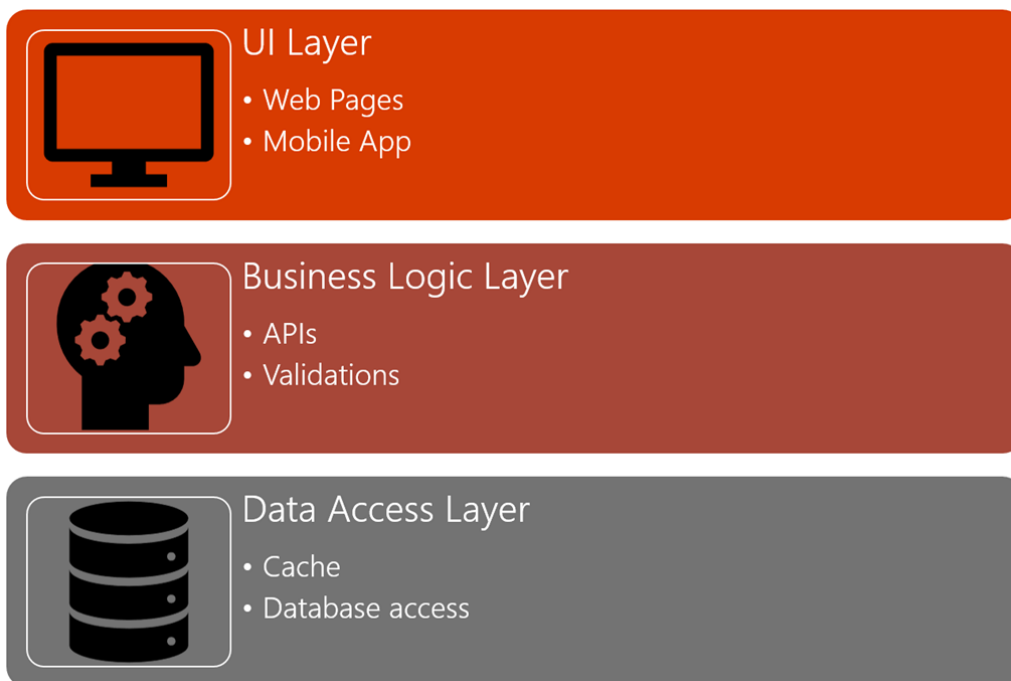 UI Layer
• Web Pages
• Mobile App
Business Logic Layer
• APIs
• Validations
Data Access Layer
• Cache
• Database access